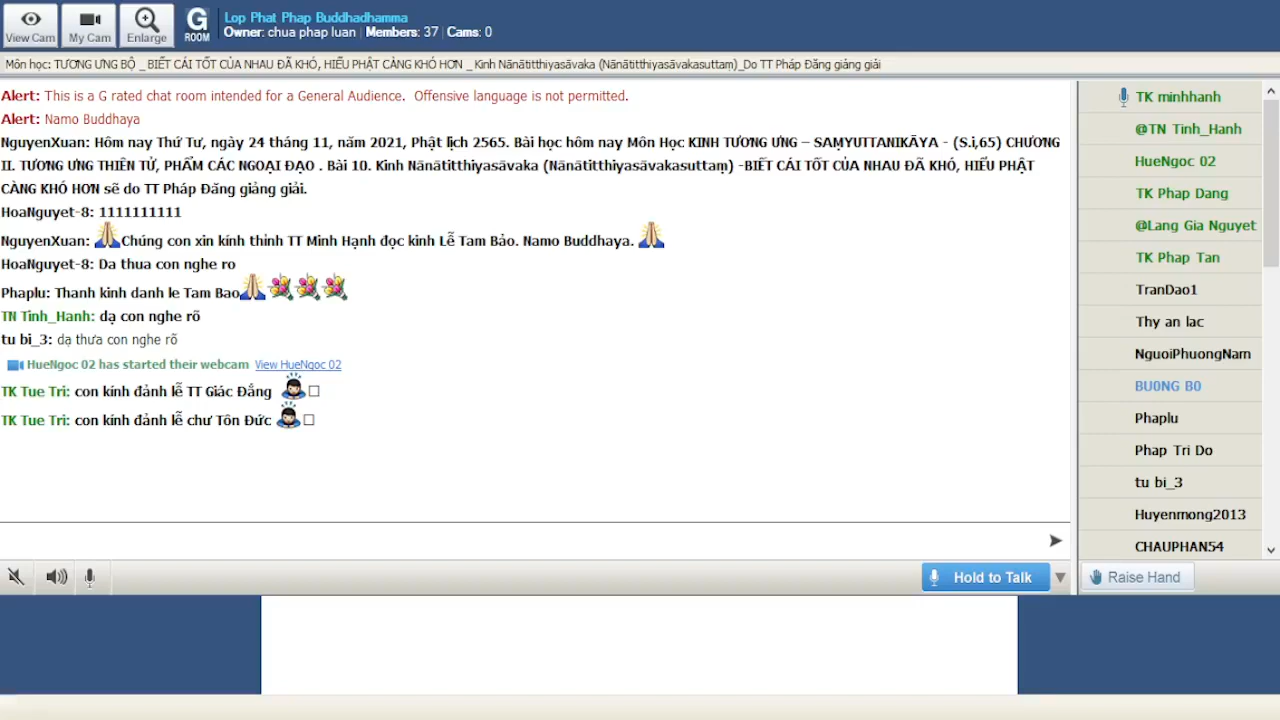 View Cam
My Cam
Enlarge
G
ROOM
Lop Phat Phap Buddhadhamma
Owner: chua phap luan | Members: 37 | Cams: 0
Môn học: TƯƠNG ƯNG BỘ _ BIẾT CÁI TỐT CỦA NHAU ĐÃ KHÓ, HIỂU PHẬT CÀNG KHÓ HƠN _Kinh Nānātitthiyasāvaka (Nānātitthiyasāvakasuttaṃ)_Do TT Pháp Đăng giảng giải
Alert: This is a G rated chat room intended for a General Audience. Offensive language is not permitted.
Alert: Namo Buddhaya
NguyenXuan: Hôm nay Thứ Tư, ngày 24 tháng 11, năm 2021, Phật lịch 2565. Bài học hôm nay Môn Học KINH TƯƠNG ƯNG – SAṂYUTTANIKĀYA - (S.i,65) CHƯƠNG
II. TƯƠNG ƯNG THIÊN TỬ, PHẨM CÁC NGOẠI ĐẠO . Bài 10. Kinh Nānātitthiyasāvaka (Nānātitthiyasāvakasuttaṃ) -BIẾT CÁI TỐT CỦA NHAU ĐÃ KHÓ, HIỂU PHẬT
CÀNG KHÓ HƠN sẽ do TT Pháp Đăng giảng giải.
HoaNguyet-8: 1111111111
NguyenXuan: Chúng con xin kính thỉnh TT Minh Hạnh đọc kinh Lễ Tam Bảo. Namo Buddhaya.
HoaNguyet-8: Da thua con nghe ro
Phaplu: Thanh kinh danh le Tam Bao
TN Tinh_Hanh: dạ con nghe rõ
tu bi_3: dạ thưa con nghe rõ
HueNgoc 02 has started their webcam View HueNgoc 02
TK Tue Tri: con kính đảnh lễ TT Giác Đẳng
TK Tue Tri: con kính đảnh lễ chư Tôn Đức
TK minhhanh
@TN Tinh_Hanh
HueNgoc 02
TK Phap Dang
@Lang Gia Nguyet
TK Phap Tan
TranDao1
Thy an lac
NguoiPhuongNam
BU0NG B0
Phaplu
Phap Tri Do
tu bi_3
Huyenmong2013
CHAUPHAN54
Hold to Talk
Raise Hand